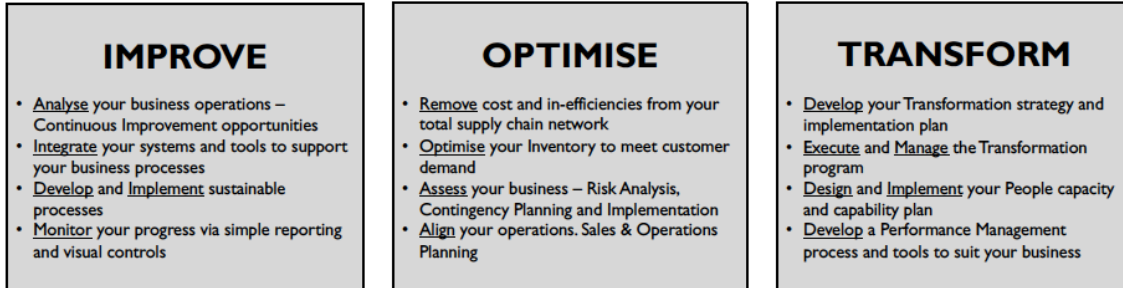 IMPROVE
• Analyse your business operations –
Continuous Improvement opportunities
• Integrate your systems and tools to support
your business processes
• Develop and Implement sustainable
processes
• Monitor your progress via simple reporting
and visual controls
OPTIMISE
• Remove cost and in-efficiencies from your
total supply chain network
• Optimise your Inventory to meet customer
demand
• Assess your business – Risk Analysis,
Contingency Planning and Implementation
• Align your operations. Sales & Operations
Planning
TRANSFORM
• Develop your Transformation strategy and
implementation plan
• Execute and Manage the Transformation
program
• Design and Implement your People capacity
and capability plan
• Develop a Performance Management
process and tools to suit your business